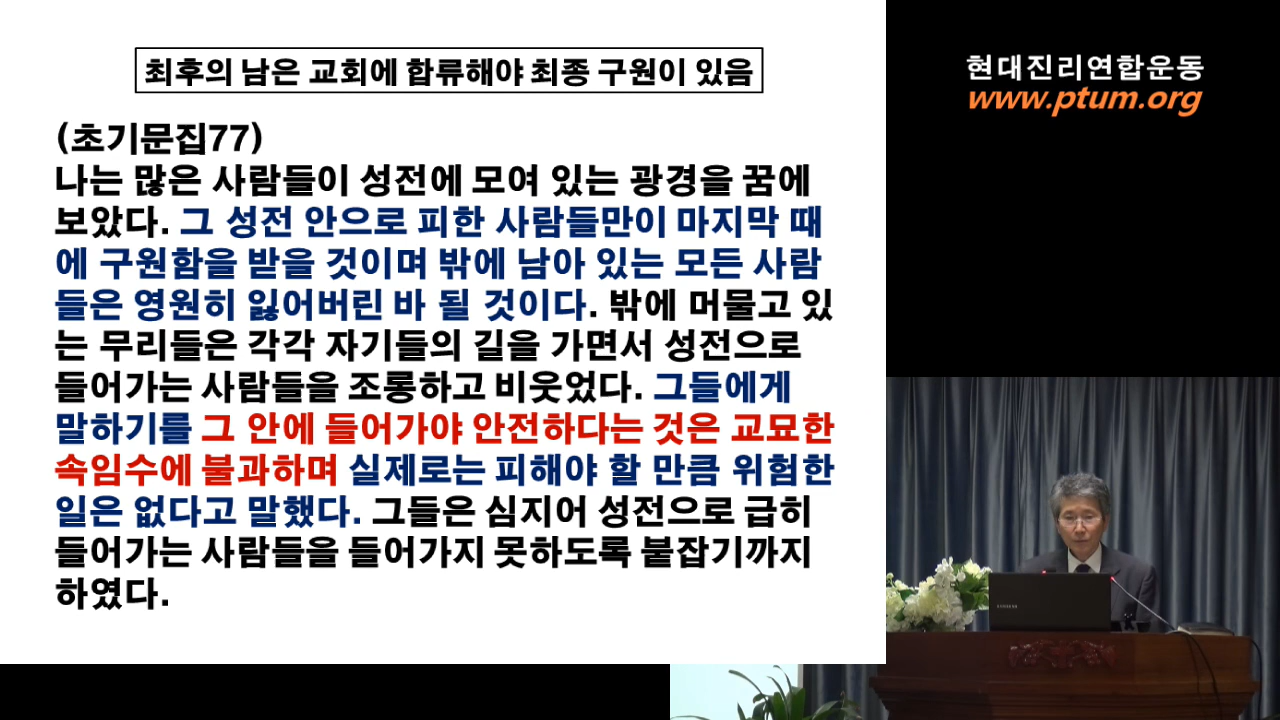 최후의 남은 교회에 합류해야 최종 구원이 있음
(초기문집77)
나는 많은 사람들이 성전에 모여 있는 광경을 꿈에
보았다. 그 성전 안으로 피한 사람들만이 마지막 때
에 구원함을 받을 것이며 밖에 남아 있는 모든 사람
들은 영원히 잃어버린 바 될 것이다. 밖에 머물고 있
는 무리들은 각각 자기들의 길을 가면서 성전으로
들어가는 사람들을 조롱하고 비웃었다. 그들에게
말하기를 그 안에 들어가야 안전하다는 것은 교묘한
속임수에 불과하며 실제로는 피해야 할 만큼 위험한
일은 없다고 말했다. 그들은 심지어 성전으로 급히
들어가는 사람들을 들어가지 못하도록 붙잡기까지
하였다.
현대진리연합운동
www.ptum.org